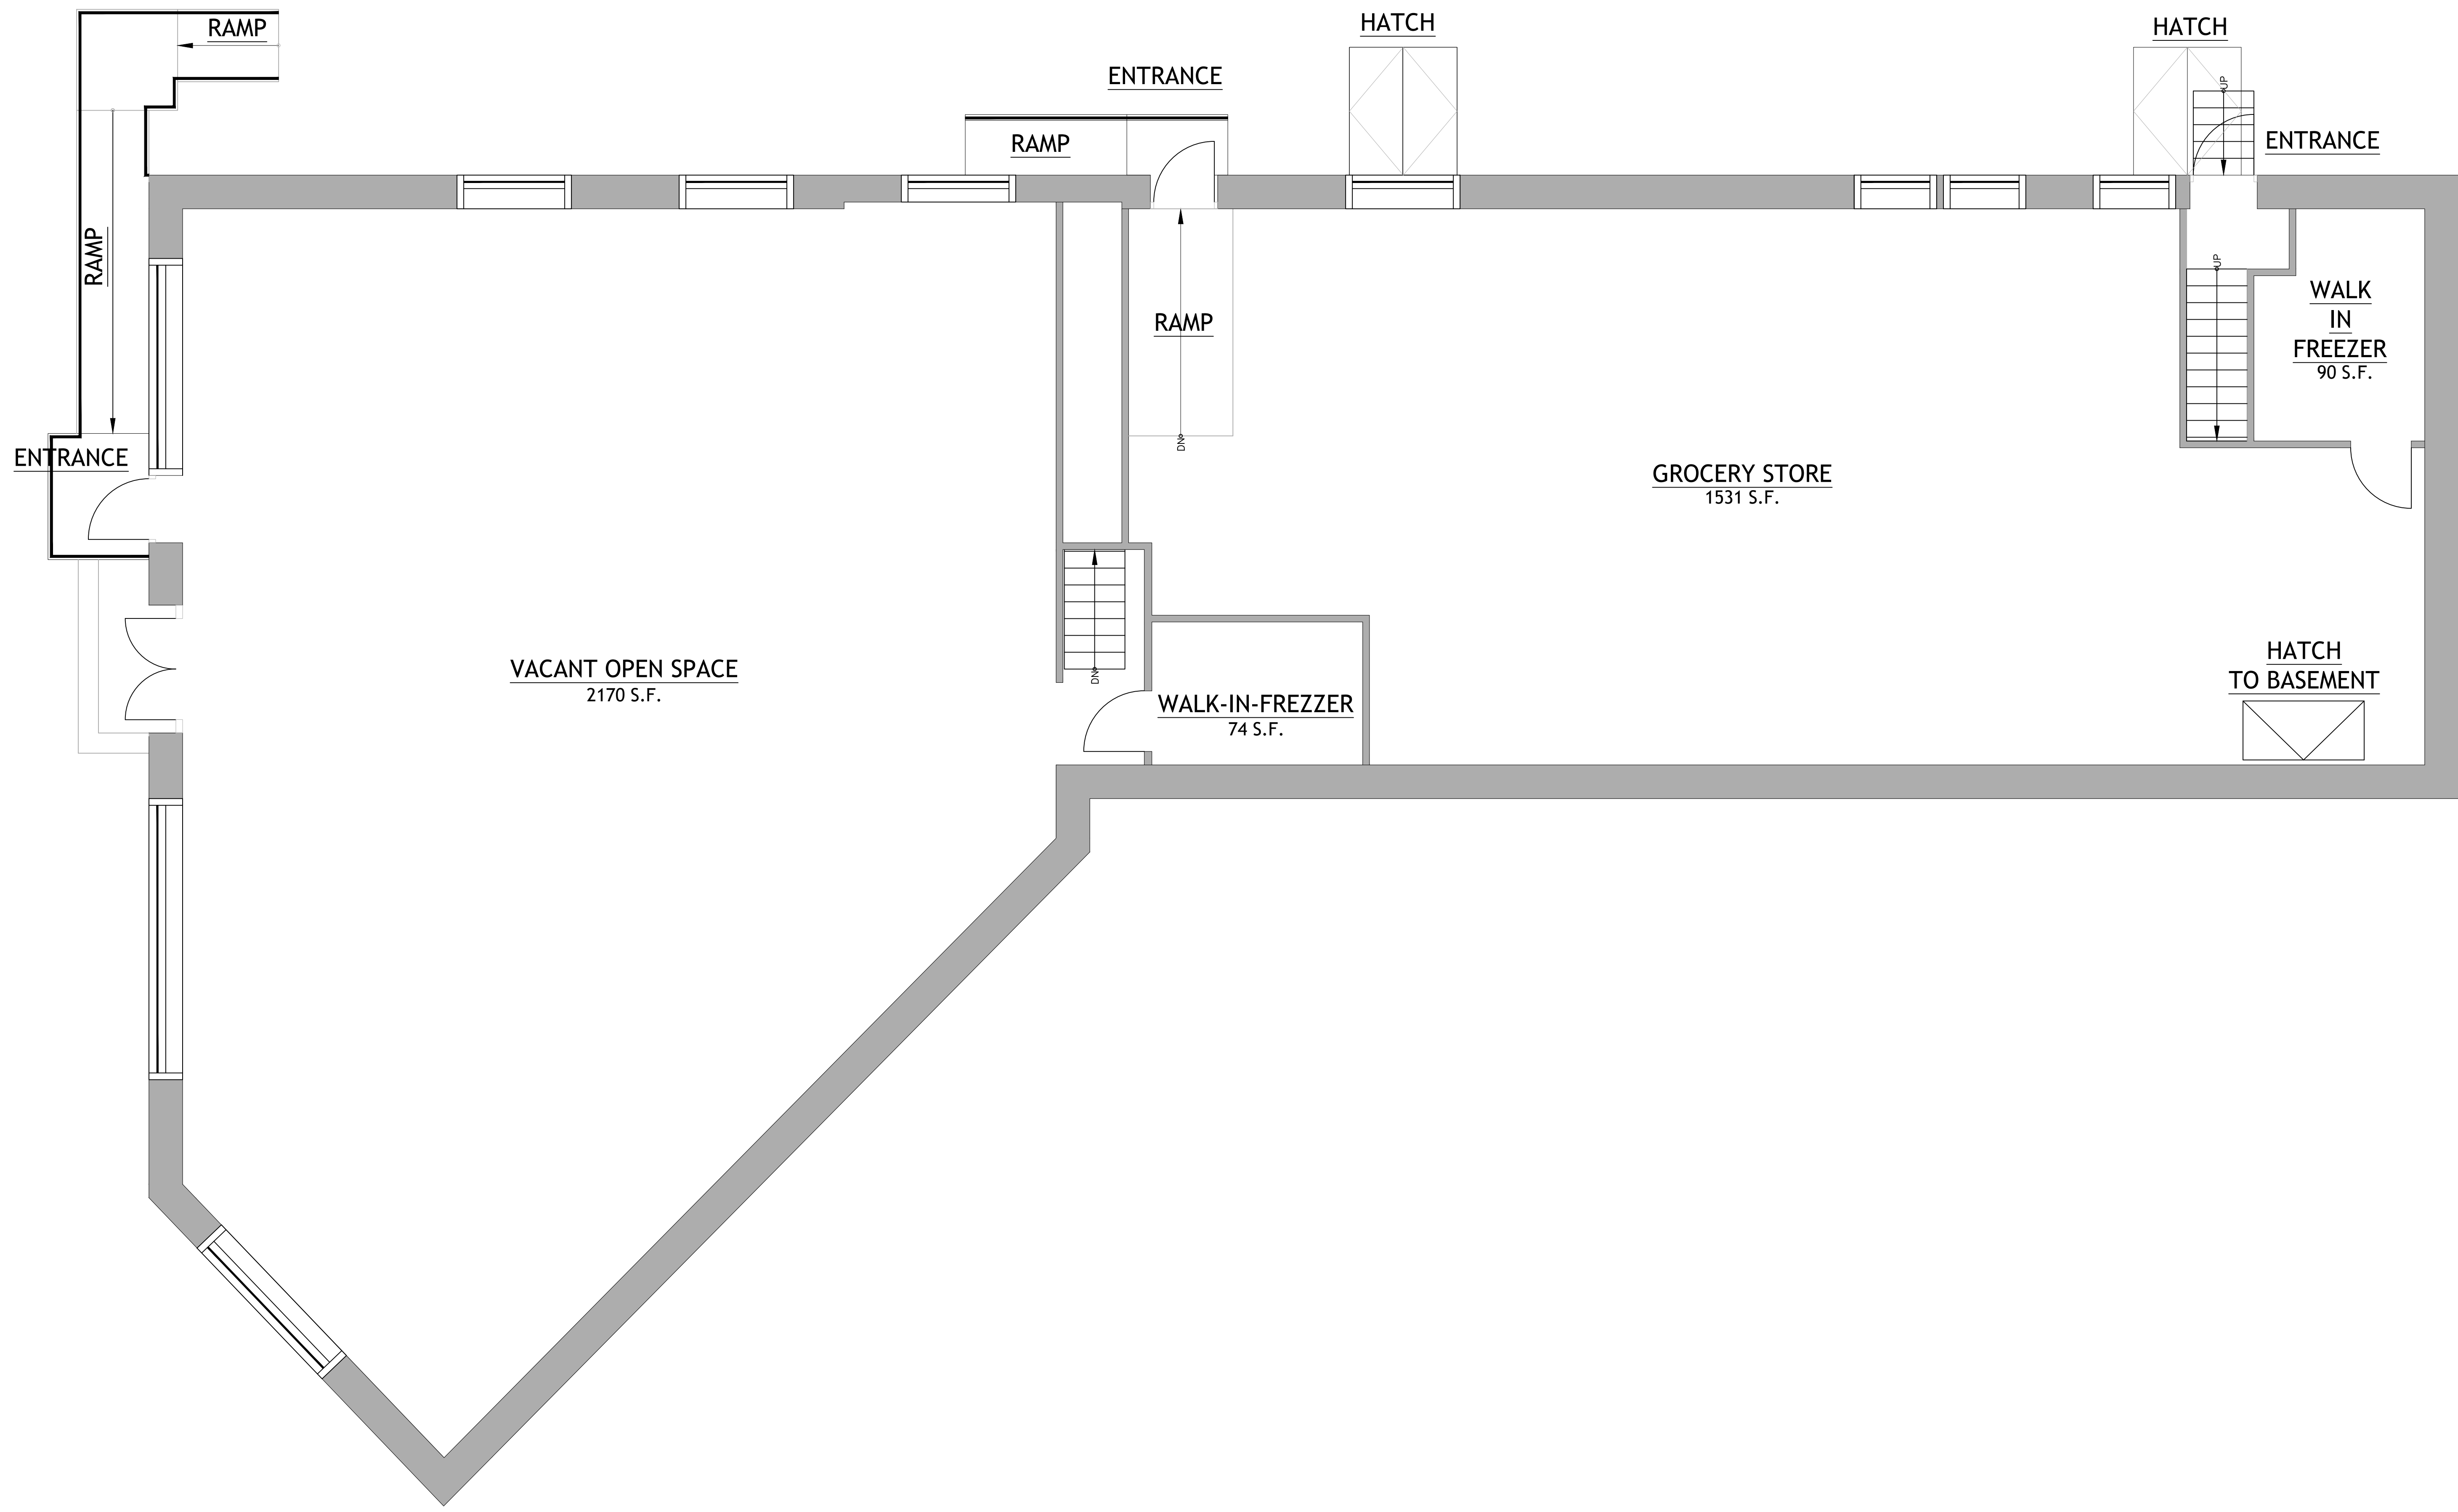 RAMP
HATCH
HATCH
ENTRANCE
UP
RAMP
ENTRANCE
RAMP
UP
WALK
IN
FREEZER
90 S.F.
RAMP
DN
ENTRANCE
GROCERY STORE
1531 S.F.
VACANT OPEN SPACE
2170 S.F.
DN
WALK-IN-FREZZER
74 S.F.
HATCH
TO BASEMENT